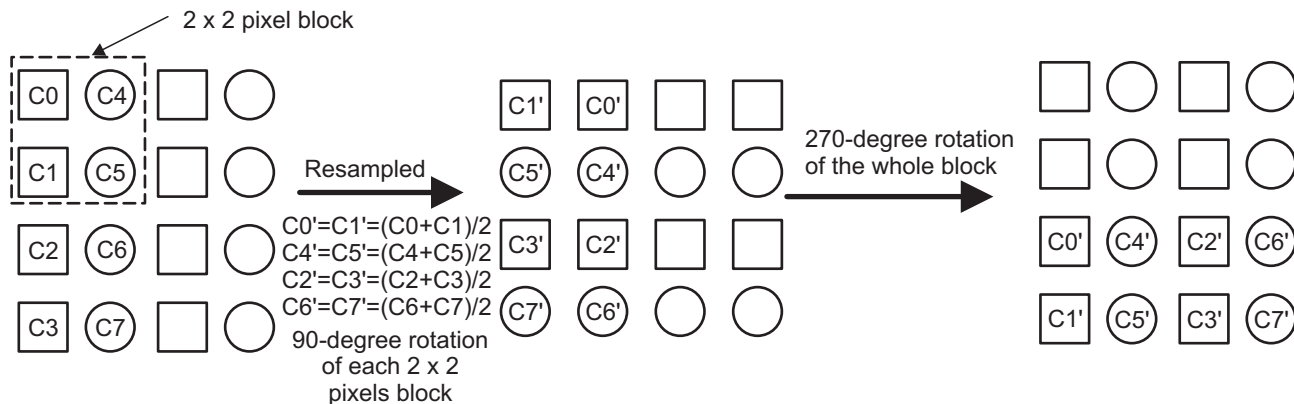 2 x 2 pixel block
C0 C4
C1 C5
C2 C6
C3 C7
Resampled
C0'=C1'=(C0+C1)/2
C4'=C5'=(C4+C5)/2
C2'=C3'=(C2+C3)/2
C6'=C7'=(C6+C7)/2
90-degree rotation
of each 2 x 2
pixels block
C1' C0'
C5' C4'
C3' C2'
C7' C6'
270-degree rotation
of the whole block
C0' C4' C2' C6'
C1' C5' C3' C7'